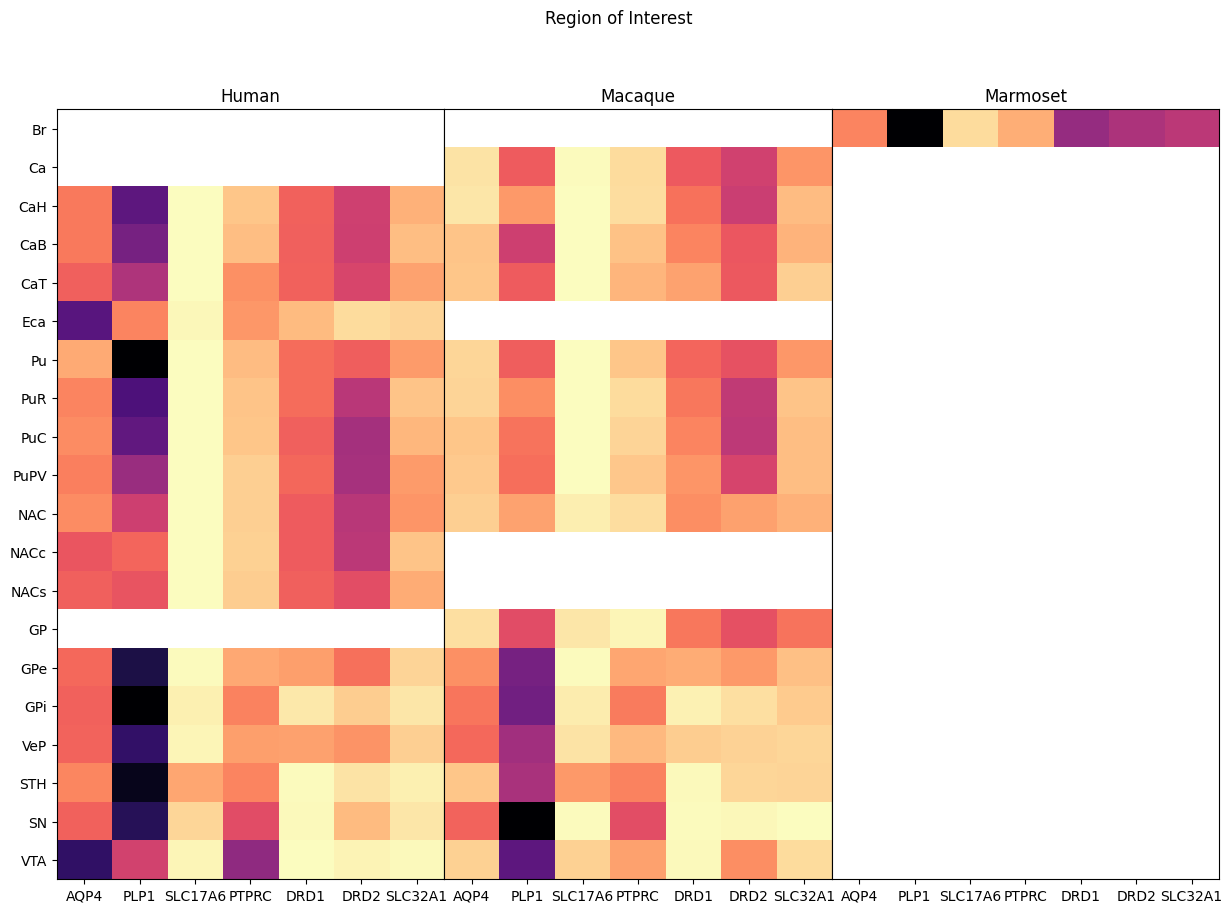 Region of Interest
Human Macaque Marmoset
Br
Ca
CaH
CaB
CaT
Eca
Pu
PuR
PuC
PuPV
NAC
NACc
NACs
GP
GPe
GPi
VeP
STH
SN
VTA
AQP4 PLP1 SLC17A6 PTPRC DRD1 DRD2 SLC32A1 AQP4 PLP1 SLC17A6 PTPRC DRD1 DRD2 SLC32A1 AQP4 PLP1 SLC17A6 PTPRC DRD1 DRD2 SLC32A1